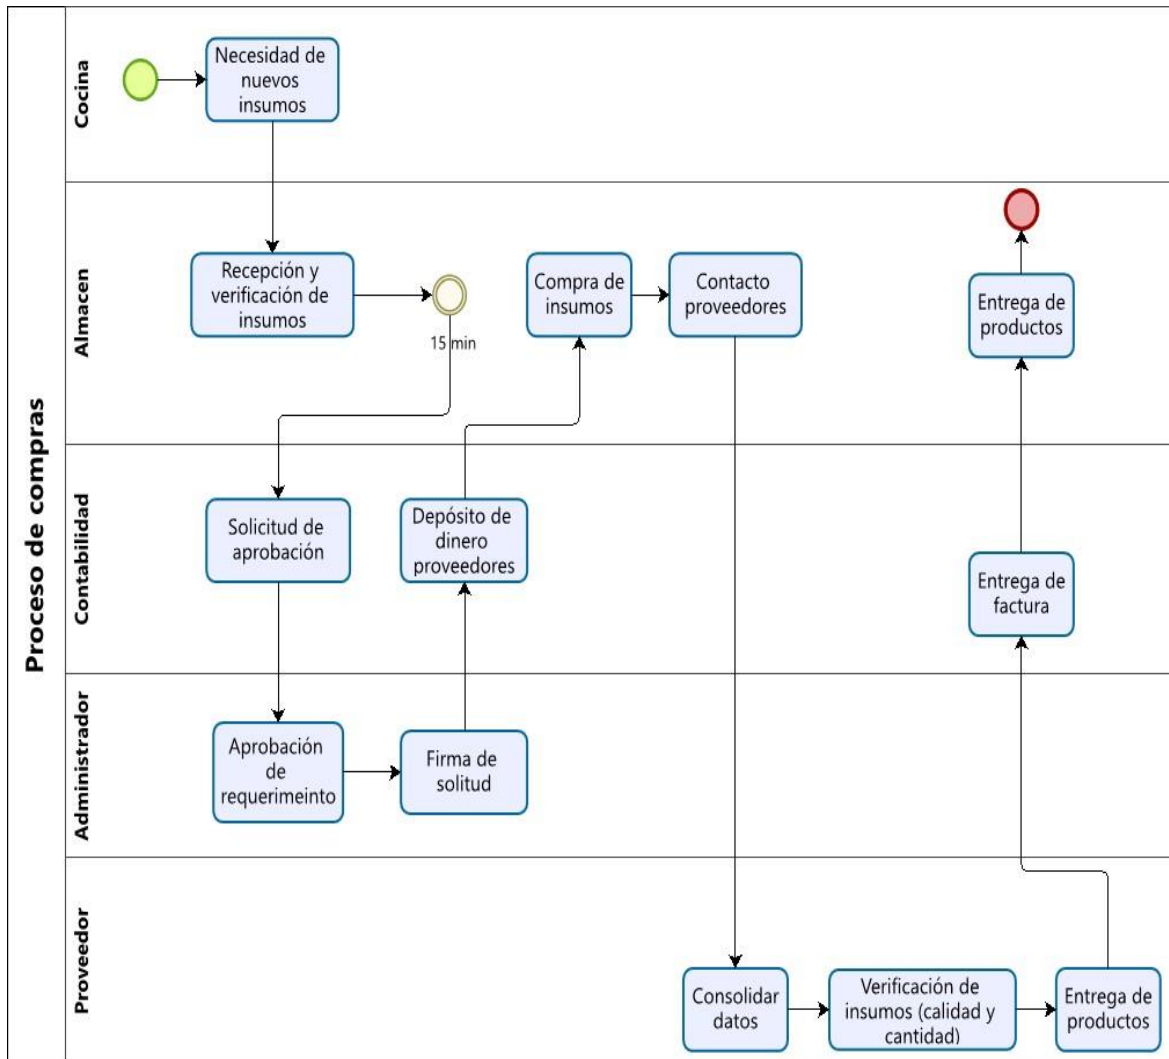 Proceso de compras
Cocina
Necesidad de
nuevos
insumos
Almacen
Recepción y
verificación de
insumos
15 min
Compra de
insumos
Contacto
proveedores
Entrega de
productos
Contabilidad
Solicitud de
aprobación
Depósito de
dinero
proveedores
Entrega de
factura
Administrador
Aprobación
de
requerimeinto
Firma de
solitud
Proveedor
Consolidar
datos
Verificación de
insumos (calidad y
cantidad)
Entrega de
productos